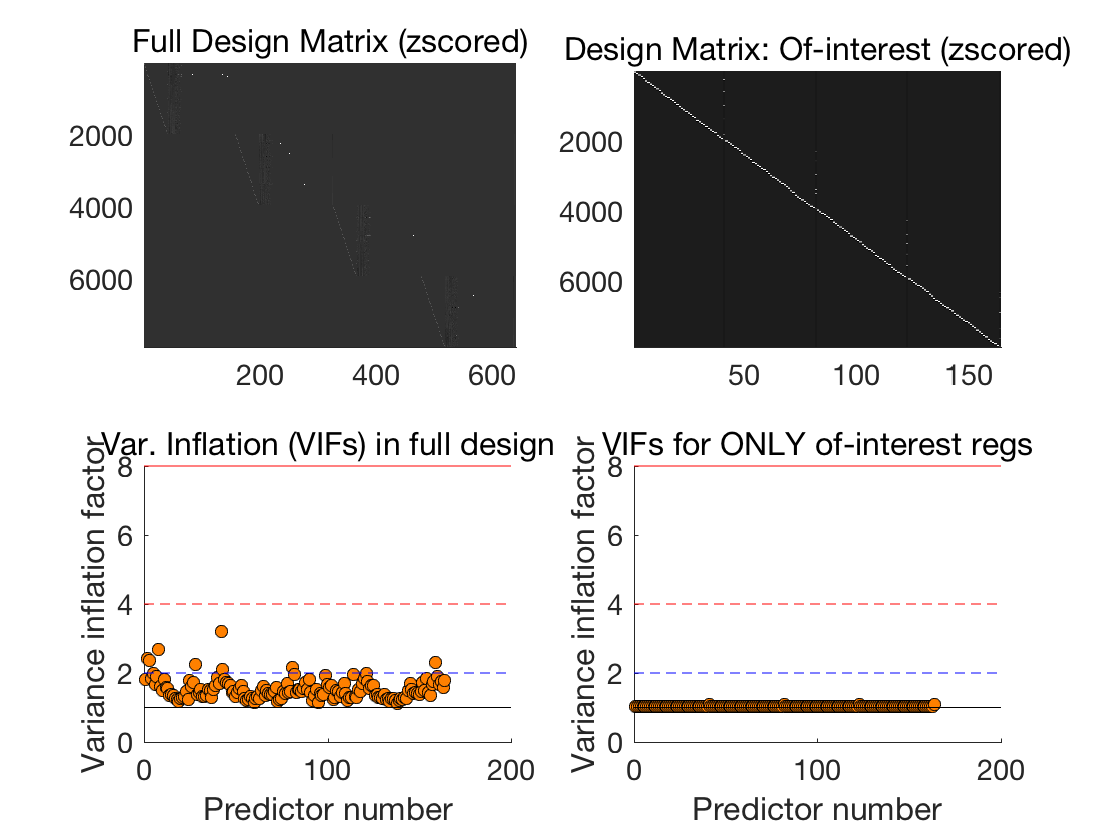 Full Design Matrix (zscored)
2000
4000
6000
200 400 600
Design Matrix: Of-interest (zscored)
2000
4000
6000
50 100 150
Var. Inflation (VIFs) in full design
Variance inflation factor
8
6
4
2
0
0 100 200
Predictor number
VIFs for ONLY of-interest regs
Variance inflation factor
8
6
4
2
0
0 100 200
Predictor number